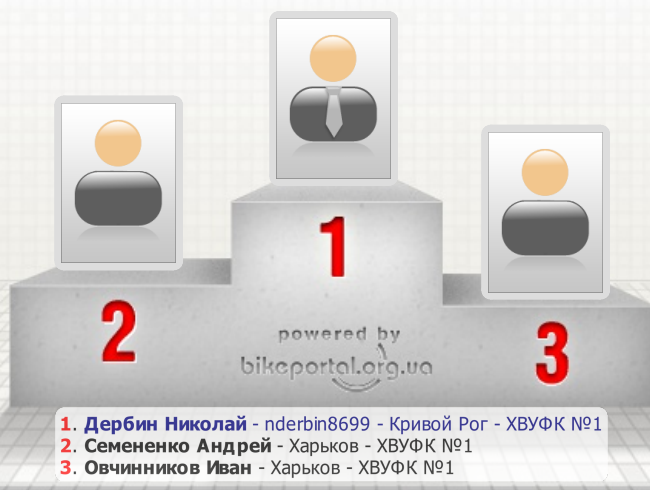 1
2
3
powered by
bikeportal.org.ua
1. Дербин Николай - nderbin8699 - Кривой Рог - ХВУФК №1
2. Семененко Андрей - Харьков - ХВУФК №1
3. Овчинников Иван - Харьков - ХВУФК №1